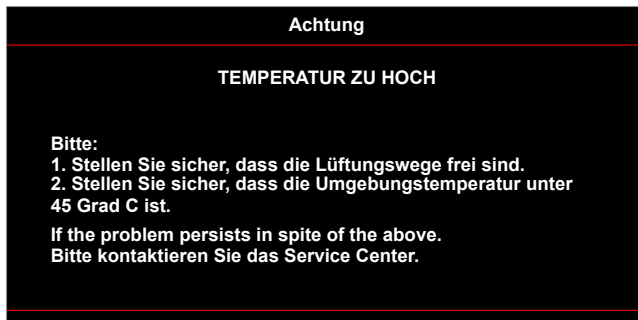 Achtung
TEMPERATUR ZU HOCH
Bitte:
1. Stellen Sie sicher, dass die Lüftungswege frei sind.
2. Stellen Sie sicher, dass die Umgebungstemperatur unter
45 Grad C ist.
If the problem persists in spite of the above.
Bitte kontaktieren Sie das Service Center.